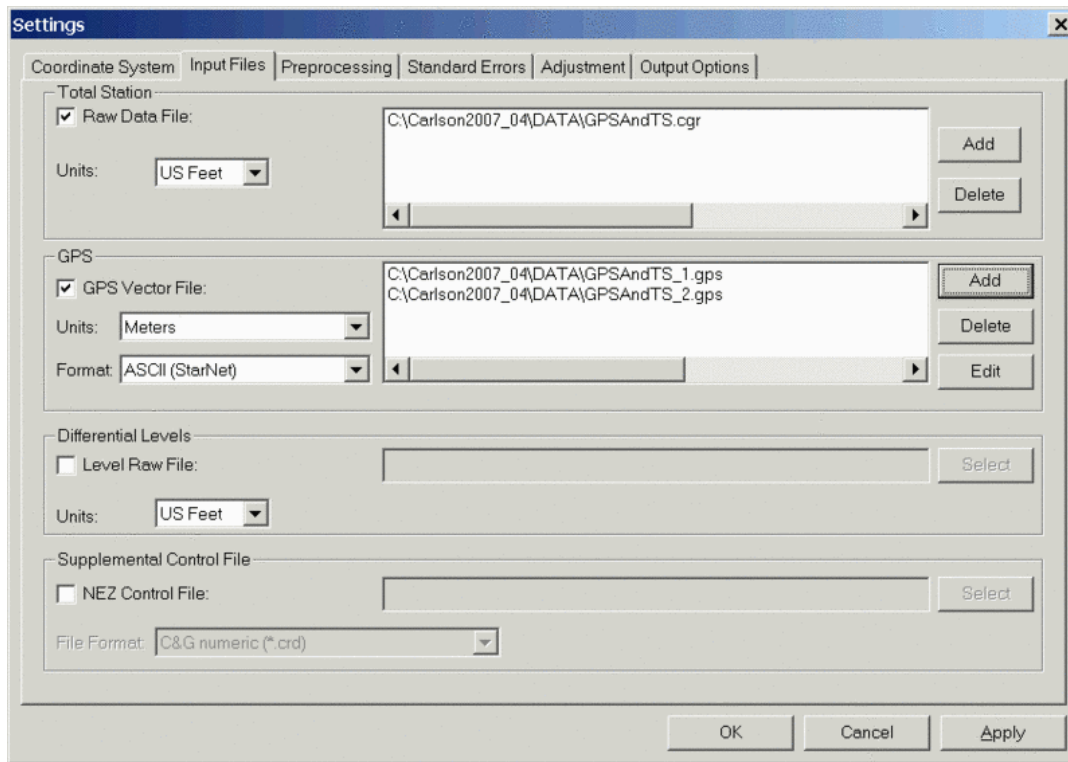 Settings
Coordinate System Input Files Preprocessing Standard Errors Adjustment Output Options
Total Station
Raw Data File:
C:\Carlson2007_04\DATA\GPSAndTS.cgr
Add
Units: US Feet
Delete
GPS
GPS Vector File:
C:\Carlson2007_04\DATA\GPSAndTS_1.gps
C:\Carlson2007_04\DATA\GPSAndTS_2.gps
Add
Units: Meters
Delete
Format: ASCII (StarNet)
Edit
Differential Levels
Level Raw File:
Select
Units: US Feet
Supplemental Control File
NEZ Control File:
Select
File Format: C&G numeric (*.crd)
OK Cancel Apply